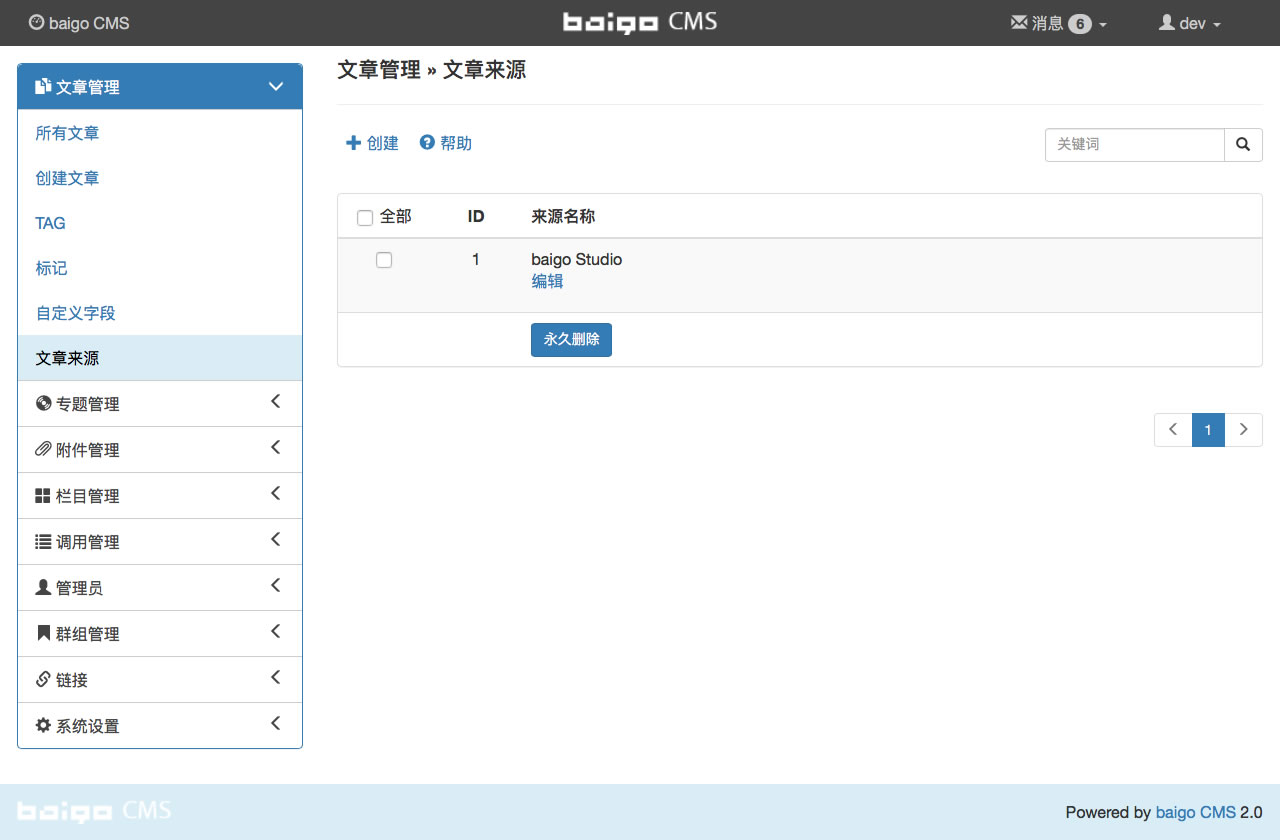 baigo CMS
baigo CMS
消息 6
dev
文章管理
所有文章
创建文章
TAG
标记
自定义字段
文章来源
专题管理
附件管理
栏目管理
调用管理
管理员
群组管理
链接
系统设置
文章管理 » 文章来源
创建 帮助
关键词
全部 ID 来源名称
1 baigo Studio
编辑
永久删除
1
baigo CMS
Powered by baigo CMS 2.0